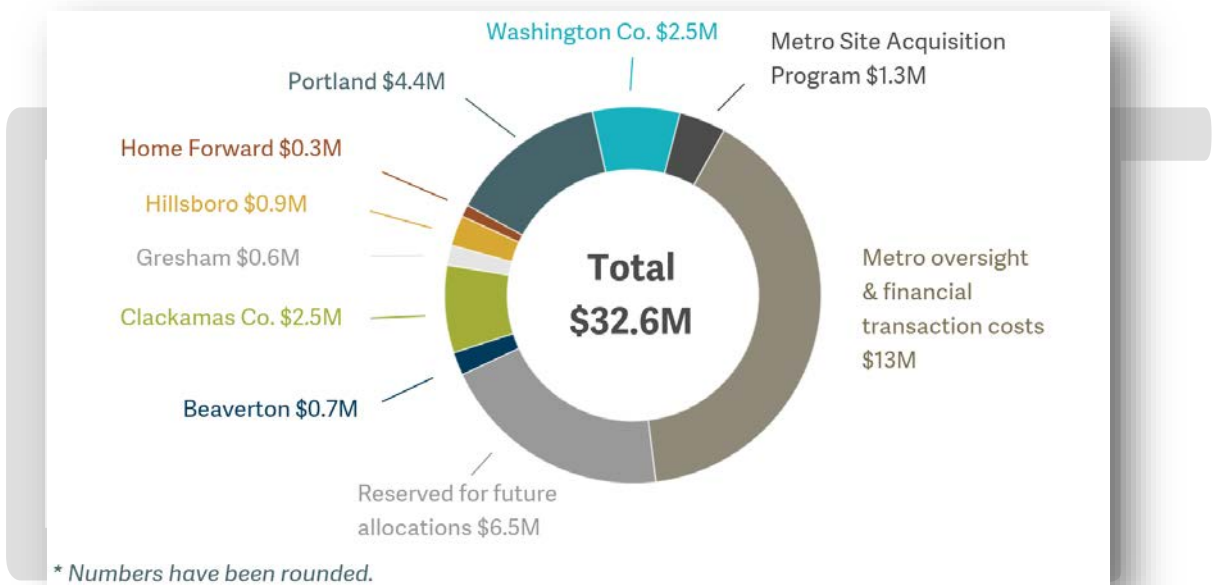 Washington Co. $2.5M
Metro Site Acquisition
Program $1.3M
Portland $4.4M
Home Forward $0.3M
Hillsboro $0.9M
Gresham $0.6M
Clackamas Co. $2.5M
Beaverton $0.7M
Reserved for future
allocations $6.5M
Total
$32.6M
Metro oversight
& financial
transaction costs
$13M
* Numbers have been rounded.